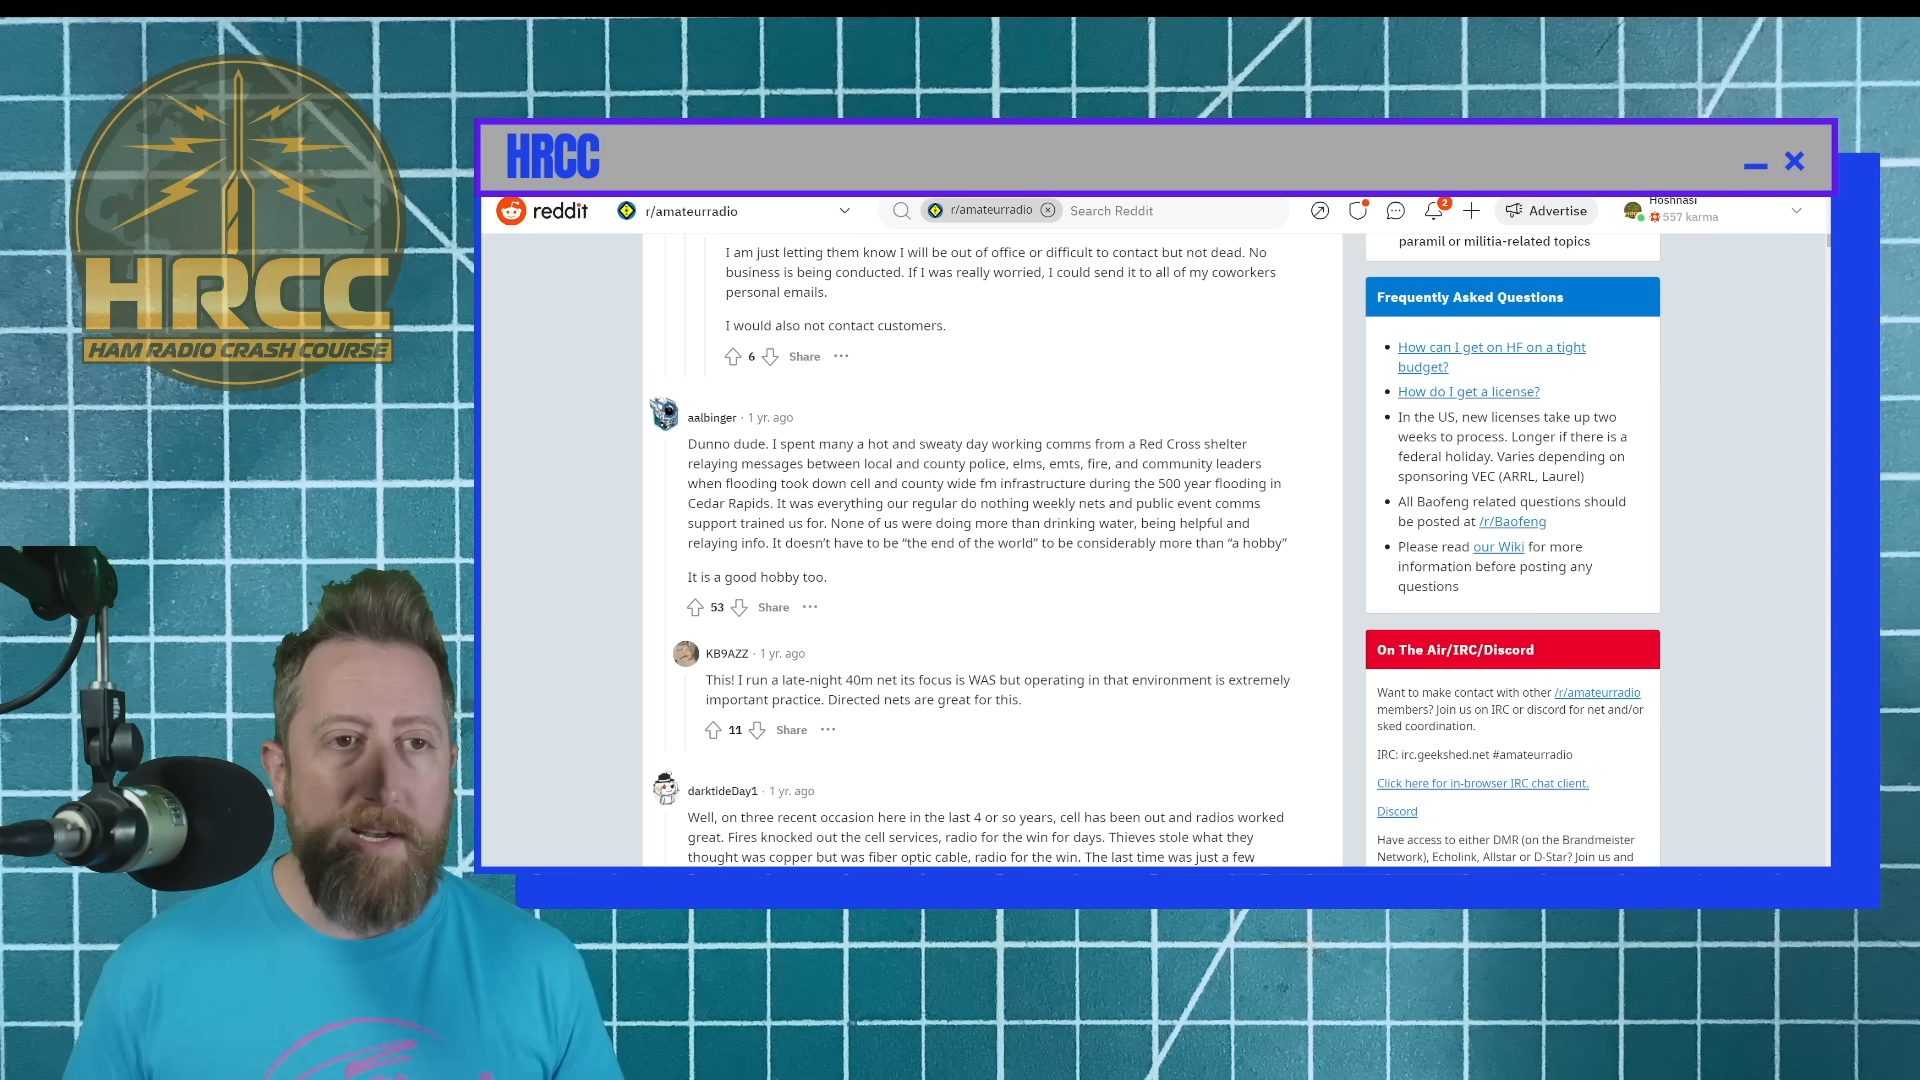 HRCC
HAM RADIO CRASH COURSE
HRCC
reddit
r/amateurradio
r/amateurradio
Search Reddit
2
Advertise
Hoshnasi
557 karma
I am just letting them know I will be out of office or difficult to contact but not dead. No
business is being conducted. If I was really worried, I could send it to all of my coworkers
personal emails.
I would also not contact customers.
6 Share ···
aalbinger · 1 yr. ago
Dunno dude. I spent many a hot and sweaty day working comms from a Red Cross shelter
relaying messages between local and county police, elms, emts, fire, and community leaders
when flooding took down cell and county wide fm infrastructure during the 500 year flooding in
Cedar Rapids. It was everything our regular do nothing weekly nets and public event comms
support trained us for. None of us were doing more than drinking water, being helpful and
relaying info. It doesn’t have to be “the end of the world” to be considerably more than “a hobby”
It is a good hobby too.
53 Share ···
KB9AZZ · 1 yr. ago
This! I run a late-night 40m net its focus is WAS but operating in that environment is extremely
important practice. Directed nets are great for this.
11 Share ···
darktideDay1 · 1 yr. ago
Well, on three recent occasion here in the last 4 or so years, cell has been out and radios worked
great. Fires knocked out the cell services, radio for the win for days. Thieves stole what they
thought was copper but was fiber optic cable, radio for the win. The last time was just a few
paramil or militia-related topics
Frequently Asked Questions
• How can I get on HF on a tight
budget?
• How do I get a license?
• In the US, new licenses take up two
weeks to process. Longer if there is a
federal holiday. Varies depending on
sponsoring VEC (ARRL, Laurel)
• All Baofeng related questions should
be posted at /r/Baofeng
• Please read our Wiki for more
information before posting any
questions
On The Air/IRC/Discord
Want to make contact with other /r/amateurradio
members? Join us on IRC or discord for net and/or
sked coordination.
IRC: irc.geekshed.net #amateurradio
Click here for in-browser IRC chat client.
Discord
Have access to either DMR (on the Brandmeister
Network), Echolink, Allstar or D-Star? Join us and